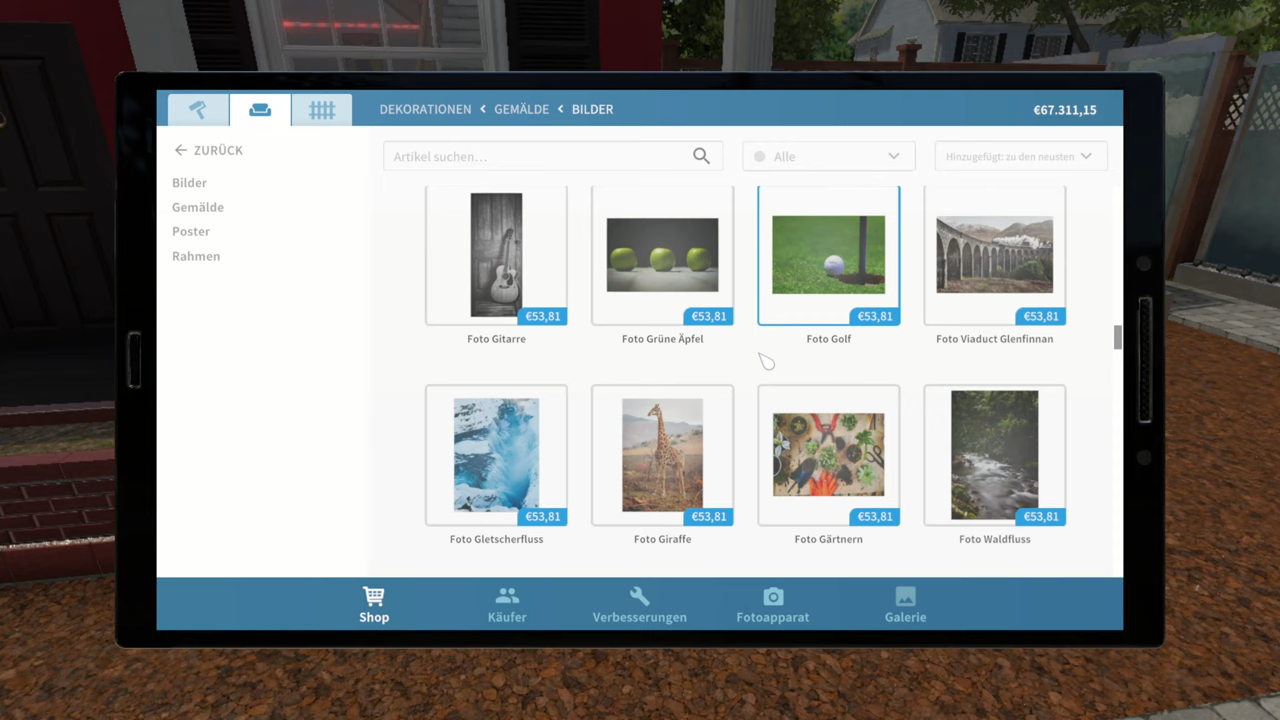 DEKORATIONEN < GEMÄLDE < BILDER
€67.311,15
ZURÜCK
Bilder
Gemälde
Poster
Rahmen
Artikel suchen...
Alle
Hinzugefügt: zu den neusten
€53,81 €53,81 €53,81 €53,81
Foto Gitarre Foto Grüne Äpfel Foto Golf Foto Viaduct Glenfinnan
€53,81 €53,81 €53,81 €53,81
Foto Gletscherfluss Foto Giraffe Foto Gärtnern Foto Waldfluss
Shop Käufer Verbesserungen Fotoapparat Galerie